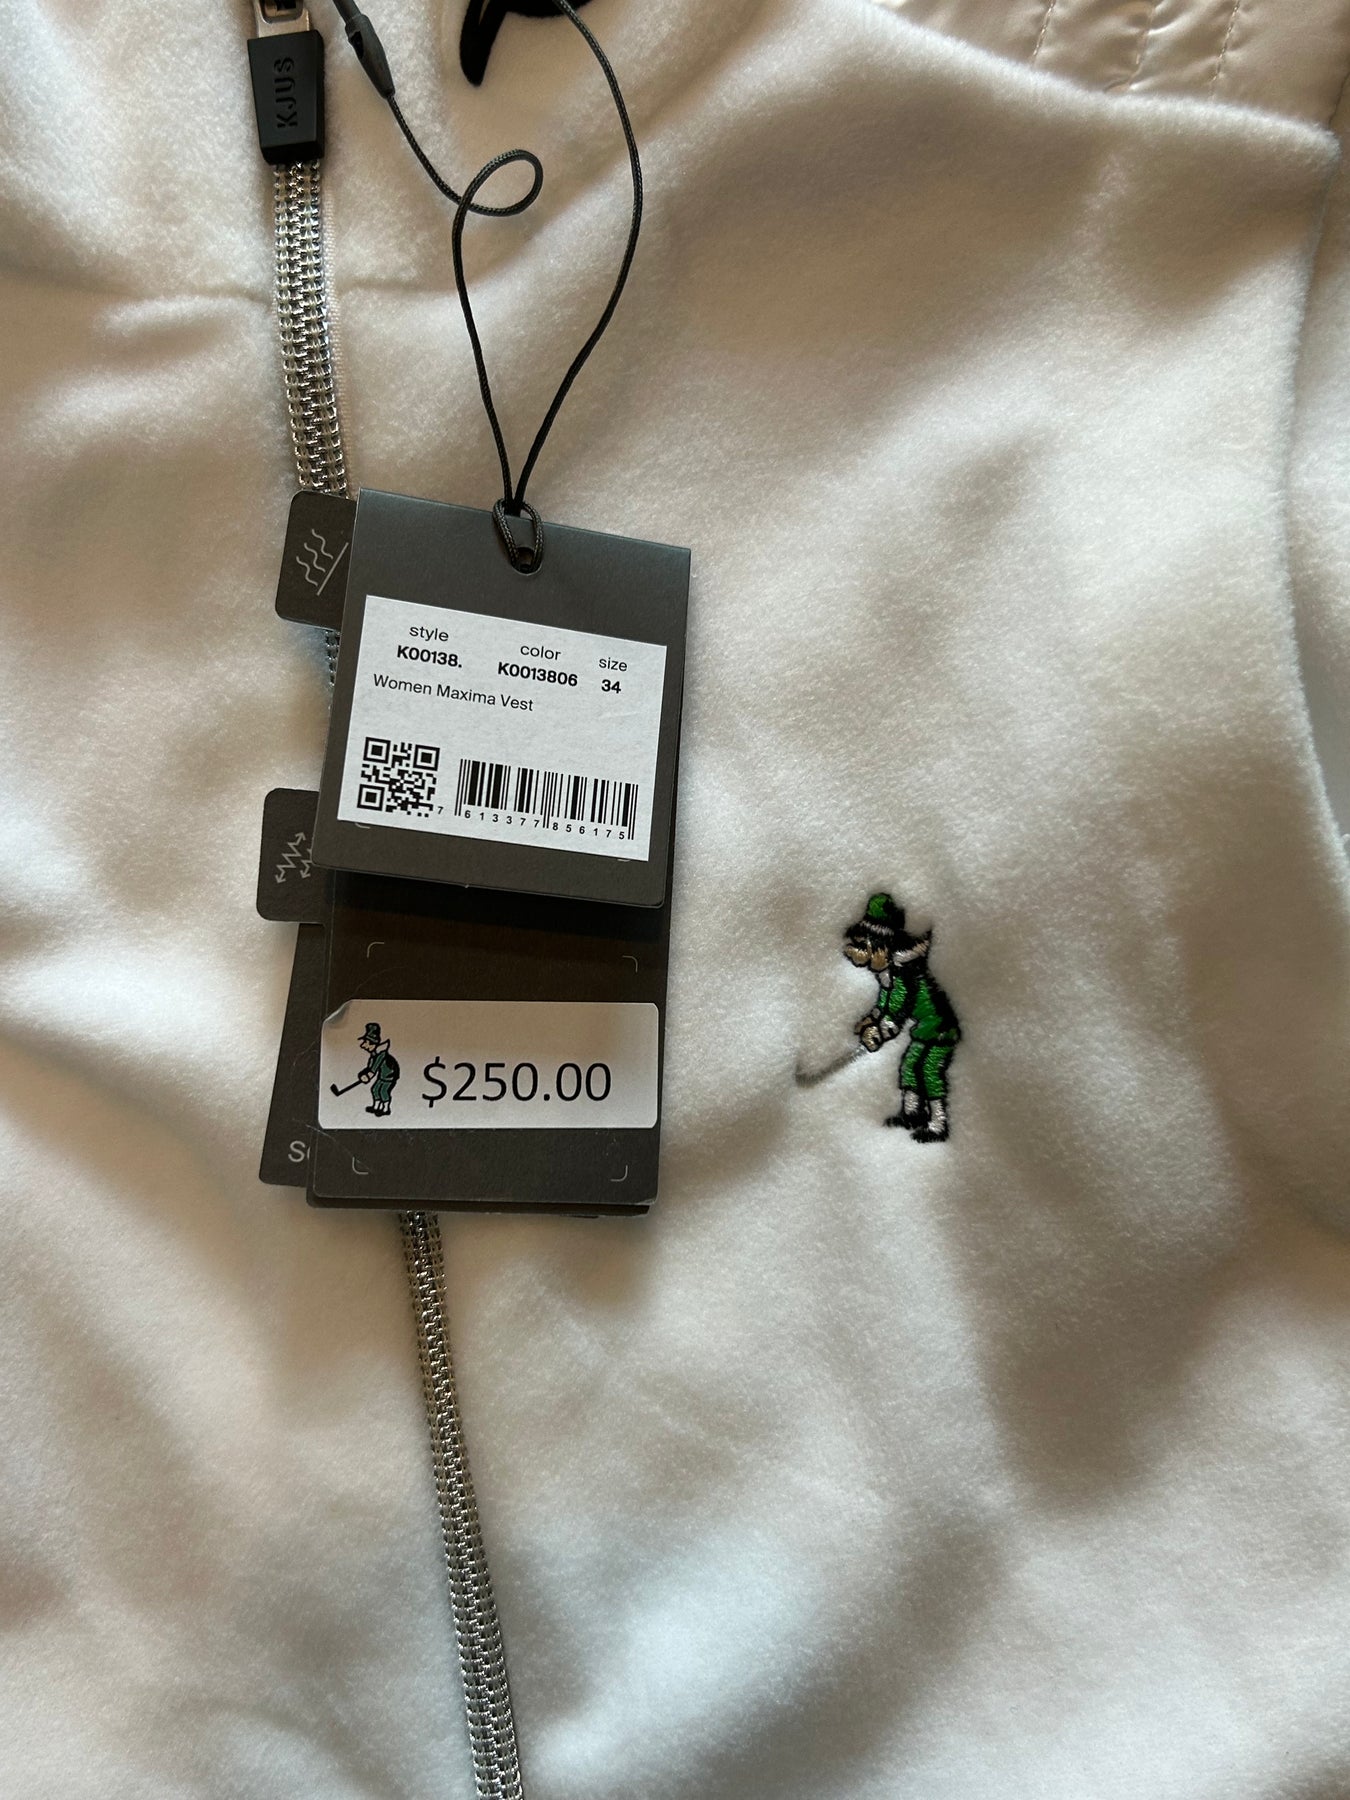 KJUS
style color size
K00138. K0013806 34
Women Maxima Vest
7 613377 856175
$250.00